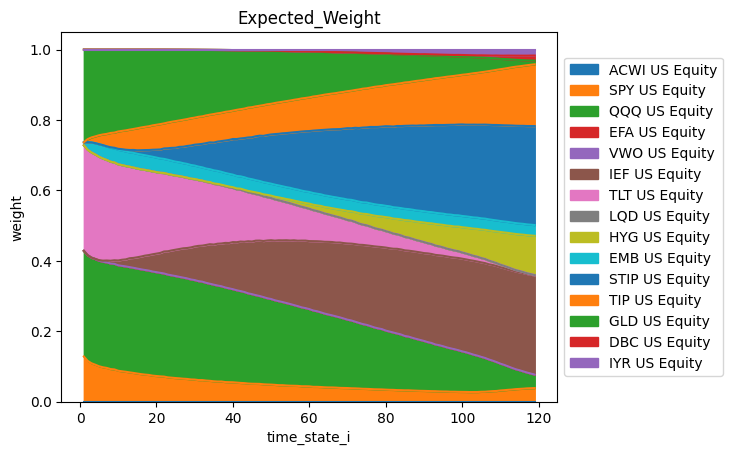 Expected_Weight
weight
1.0
0.8
0.6
0.4
0.2
0.0
0
20
40
60
80
100
120
time_state_i
ACWI US Equity
SPY US Equity
QQQ US Equity
EFA US Equity
VWO US Equity
IEF US Equity
TLT US Equity
LQD US Equity
HYG US Equity
EMB US Equity
STIP US Equity
TIP US Equity
GLD US Equity
DBC US Equity
IYR US Equity